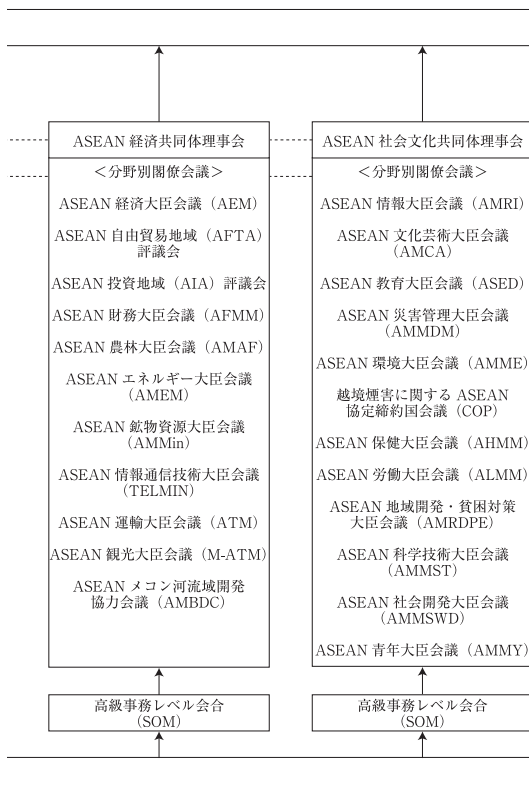 ASEAN 経済共同体理事会
＜分野別閣僚会議＞
ASEAN 経済大臣会議（AEM）
ASEAN 自由貿易地域（AFTA）
評議会
ASEAN 投資地域（AIA）評議会
ASEAN 財務大臣会議（AFMM）
ASEAN 農林大臣会議（AMAF）
ASEAN エネルギー大臣会議
（AMEM）
ASEAN 鉱物資源大臣会議
（AMMin）
ASEAN 情報通信技術大臣会議
（TELMIN）
ASEAN 運輸大臣会議（ATM）
ASEAN 観光大臣会議（M-ATM）
ASEAN メコン河流域開発
協力会議（AMBDC）
高級事務レベル会合
（SOM）
ASEAN 社会文化共同体理事会
＜分野別閣僚会議＞
ASEAN 情報大臣会議（AMRI）
ASEAN 文化芸術大臣会議
（AMCA）
ASEAN 教育大臣会議（ASED）
ASEAN 災害管理大臣会議
（AMMDM）
ASEAN 環境大臣会議（AMME）
越境煙害に関する ASEAN
協定締約国会議（COP）
ASEAN 保健大臣会議（AHMM）
ASEAN 労働大臣会議（ALMM）
ASEAN 地域開発・貧困対策
大臣会議（AMRDPE）
ASEAN 科学技術大臣会議
（AMMST）
ASEAN 社会開発大臣会議
（AMMSWD）
ASEAN 青年大臣会議（AMMY）
高級事務レベル会合
（SOM）